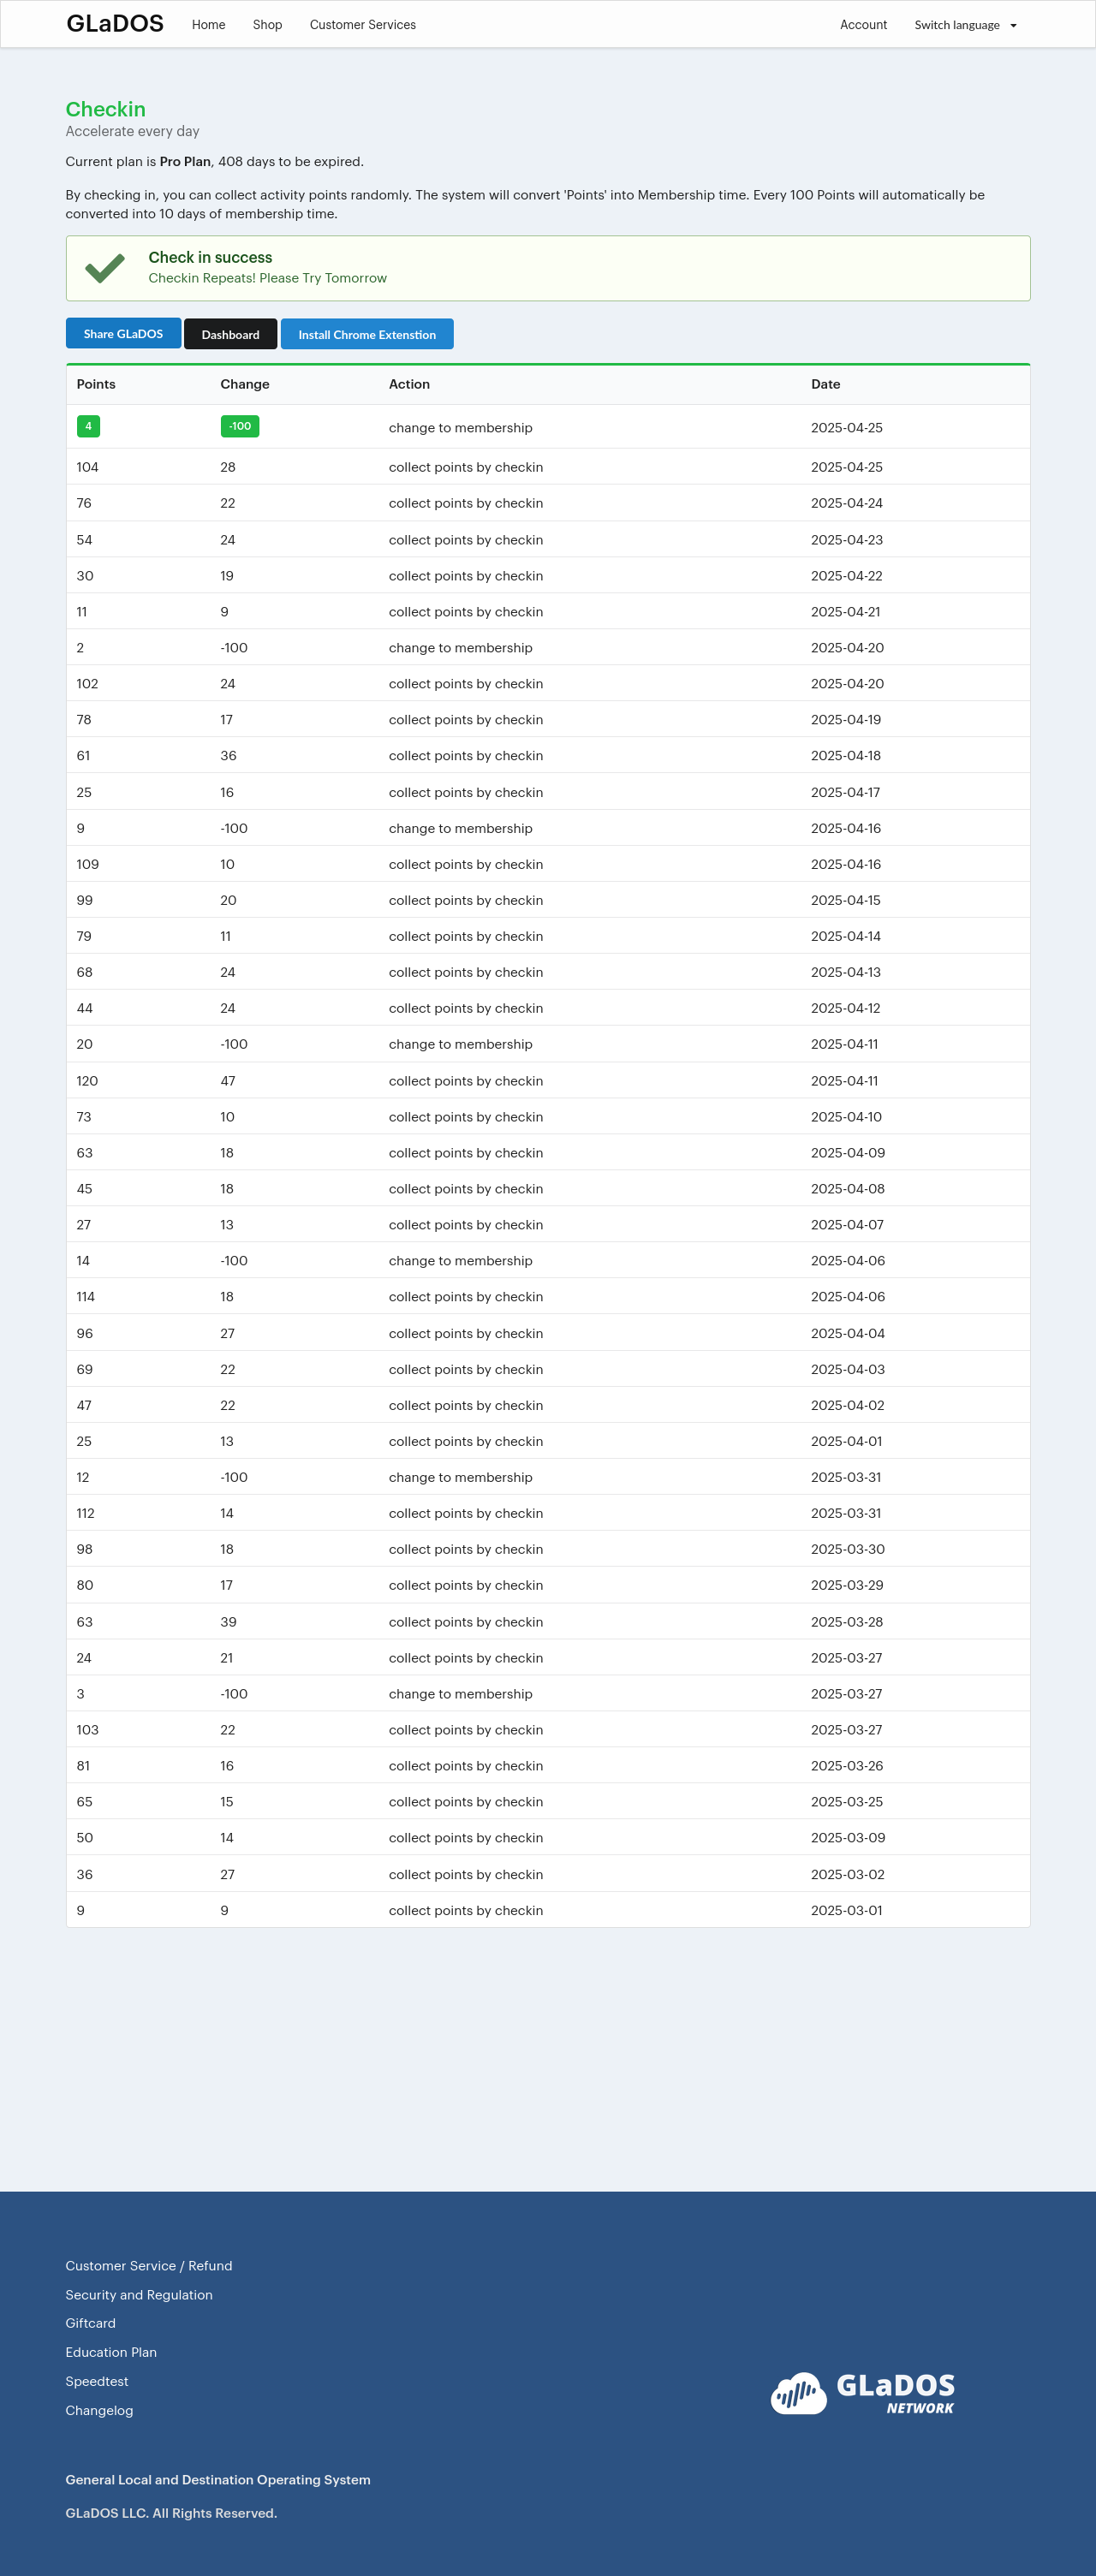 GLaDOS Home Shop Customer Services Account Switch language
Checkin
Accelerate every day
Current plan is Pro Plan, 408 days to be expired.
By checking in, you can collect activity points randomly. The system will convert 'Points' into Membership time. Every 100 Points will automatically be
converted into 10 days of membership time.
Check in success
Checkin Repeats! Please Try Tomorrow
Share GLaDOS Dashboard Install Chrome Extenstion
Points Change Action Date
4 -100 change to membership 2025-04-25
104 28 collect points by checkin 2025-04-25
76 22 collect points by checkin 2025-04-24
54 24 collect points by checkin 2025-04-23
30 19 collect points by checkin 2025-04-22
11 9 collect points by checkin 2025-04-21
2 -100 change to membership 2025-04-20
102 24 collect points by checkin 2025-04-20
78 17 collect points by checkin 2025-04-19
61 36 collect points by checkin 2025-04-18
25 16 collect points by checkin 2025-04-17
9 -100 change to membership 2025-04-16
109 10 collect points by checkin 2025-04-16
99 20 collect points by checkin 2025-04-15
79 11 collect points by checkin 2025-04-14
68 24 collect points by checkin 2025-04-13
44 24 collect points by checkin 2025-04-12
20 -100 change to membership 2025-04-11
120 47 collect points by checkin 2025-04-11
73 10 collect points by checkin 2025-04-10
63 18 collect points by checkin 2025-04-09
45 18 collect points by checkin 2025-04-08
27 13 collect points by checkin 2025-04-07
14 -100 change to membership 2025-04-06
114 18 collect points by checkin 2025-04-06
96 27 collect points by checkin 2025-04-04
69 22 collect points by checkin 2025-04-03
47 22 collect points by checkin 2025-04-02
25 13 collect points by checkin 2025-04-01
12 -100 change to membership 2025-03-31
112 14 collect points by checkin 2025-03-31
98 18 collect points by checkin 2025-03-30
80 17 collect points by checkin 2025-03-29
63 39 collect points by checkin 2025-03-28
24 21 collect points by checkin 2025-03-27
3 -100 change to membership 2025-03-27
103 22 collect points by checkin 2025-03-27
81 16 collect points by checkin 2025-03-26
65 15 collect points by checkin 2025-03-25
50 14 collect points by checkin 2025-03-09
36 27 collect points by checkin 2025-03-02
9 9 collect points by checkin 2025-03-01
Customer Service / Refund
Security and Regulation
Giftcard
Education Plan
Speedtest
Changelog
GLaDOS
NETWORK
General Local and Destination Operating System
GLaDOS LLC. All Rights Reserved.